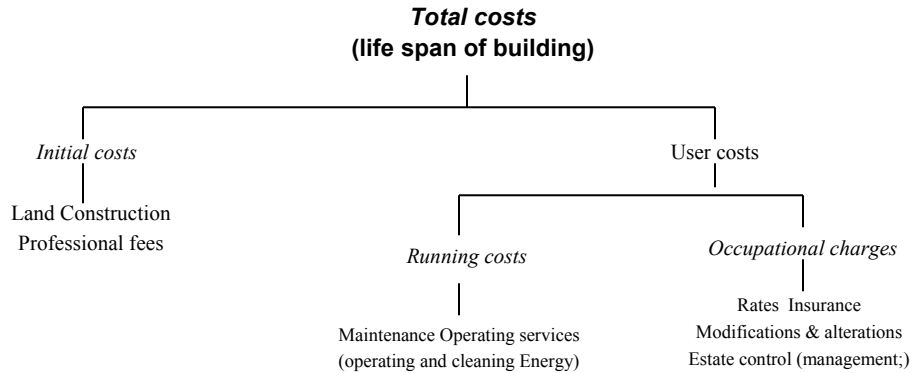 Total costs
(life span of building)
Initial costs
User costs
Land Construction
Professional fees
Running costs
Occupational charges
Maintenance Operating services
(operating and cleaning Energy)
Rates Insurance
Modifications & alterations
Estate control (management;)